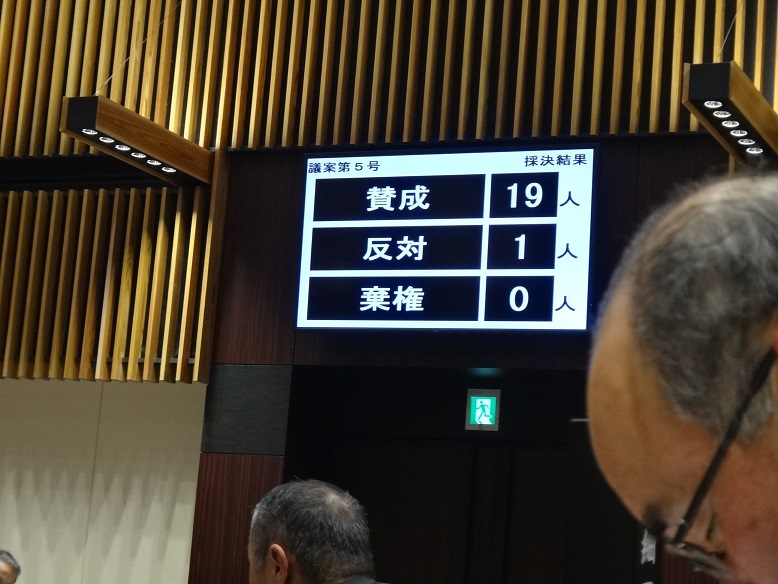 議案第５号 採決結果
賛成 19 人
反対 1 人
棄権 0 人